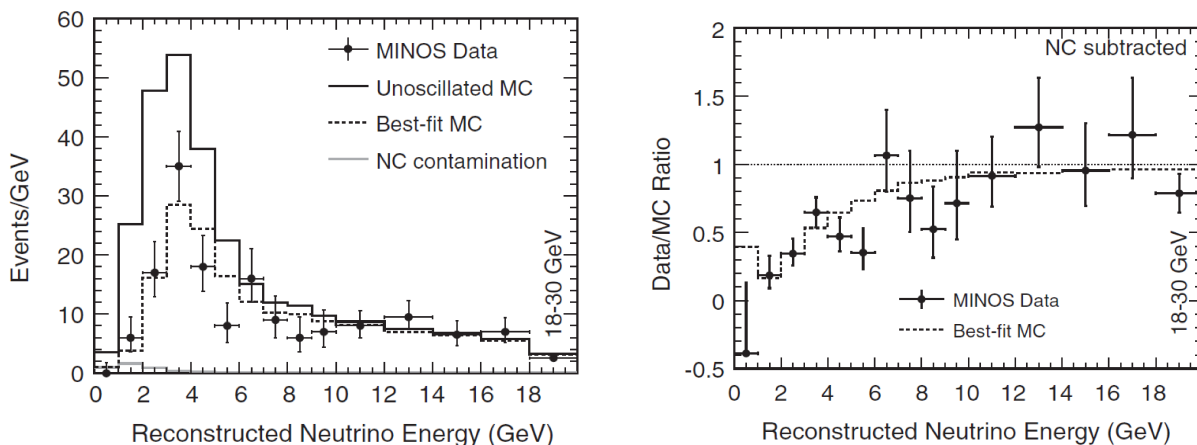 60
50
40
30
20
10
0
Events/GeV
MINOS Data
Unoscillated MC
Best-fit MC
NC contamination
18-30 GeV
0 2 4 6 8 10 12 14 16 18
Reconstructed Neutrino Energy (GeV)
2
1.5
1
0.5
0
-0.5
Data/MC Ratio
NC subtracted
MINOS Data
Best-fit MC
18-30 GeV
0 2 4 6 8 10 12 14 16 18
Reconstructed Neutrino Energy (GeV)